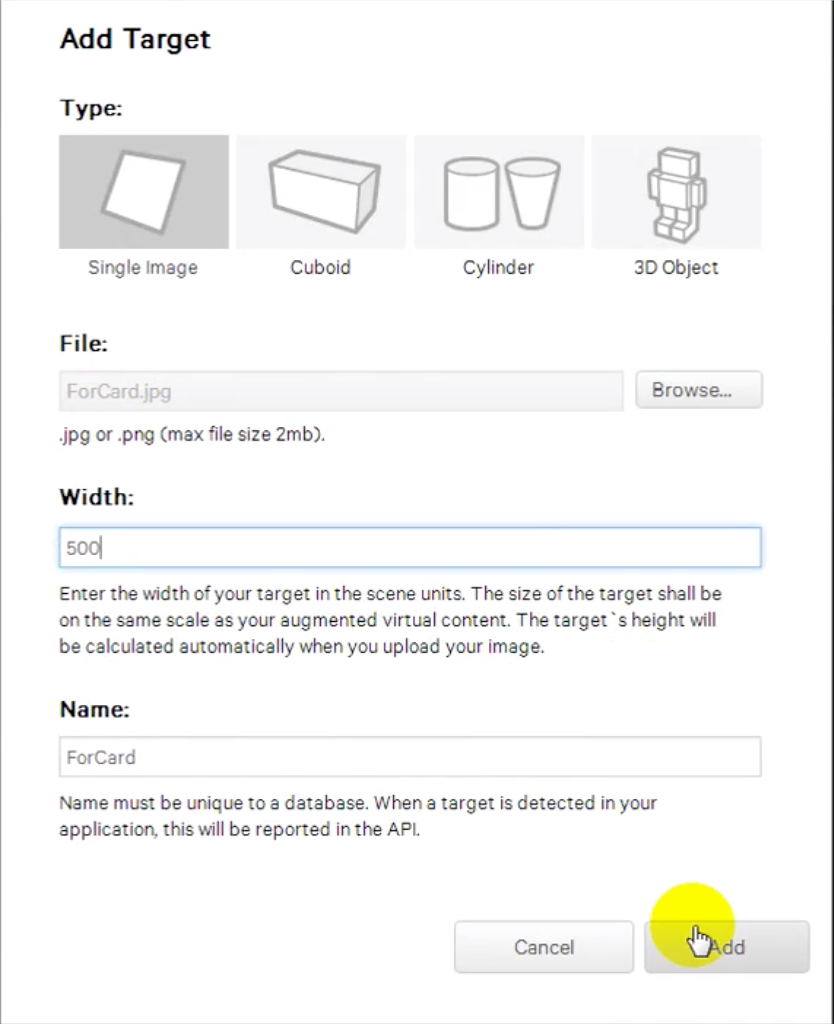 Add Target
Type:
Single Image
Cuboid
Cylinder
3D Object
File:
ForCard.jpg
Browse...
.jpg or .png (max file size 2mb).
Width:
500
Enter the width of your target in the scene units. The size of the target shall be
on the same scale as your augmented virtual content. The target`s height will
be calculated automatically when you upload your image.
Name:
ForCard
Name must be unique to a database. When a target is detected in your
application, this will be reported in the API.
Cancel
Add